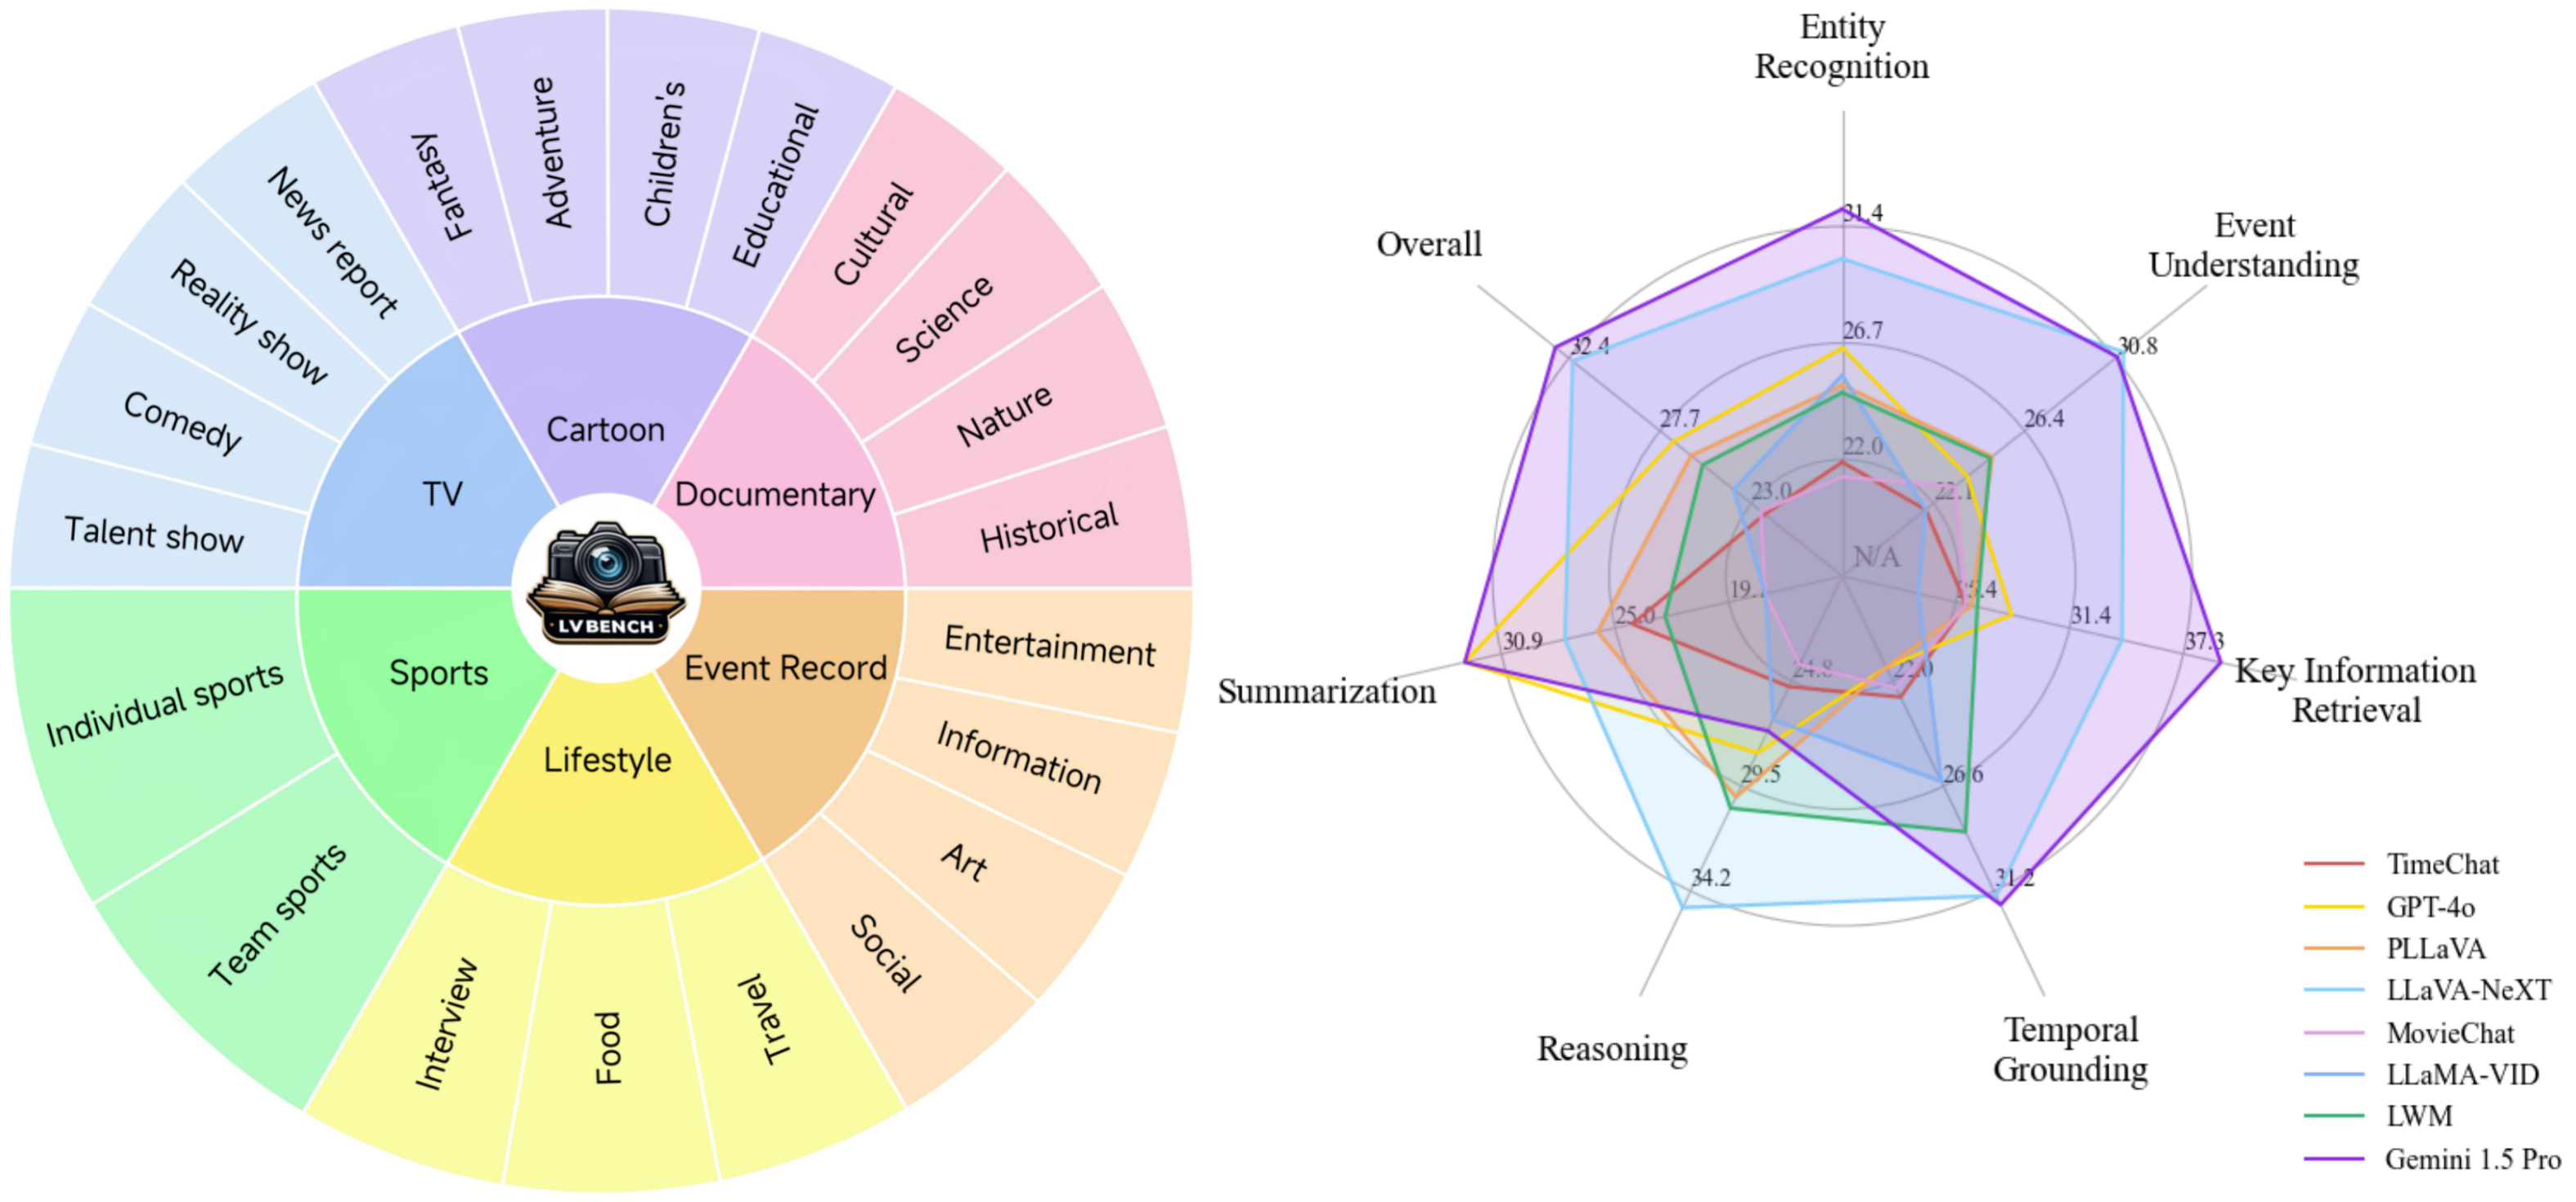 Fantasy
Adventure
Children's
Educational
Cultural
Science
Nature
Historical
Entertainment
Information
Art
Social
Travel
Food
Interview
Team sports
Individual sports
Talent show
Comedy
Reality show
News report
Cartoon
Documentary
Event Record
Lifestyle
Sports
TV
LVBENCH
Entity
Recognition
Event
Understanding
Key Information
Retrieval
Temporal
Grounding
Reasoning
Summarization
Overall
31.4
26.7
22.0
30.8
26.4
22.1
37.3
31.4
31.2
26.6
22.0
34.2
29.5
24.8
30.9
25.0
32.4
27.7
23.0
N/A
TimeChat
GPT-4o
PLLaVA
LLaVA-NeXT
MovieChat
LLaMA-VID
LWM
Gemini 1.5 Pro